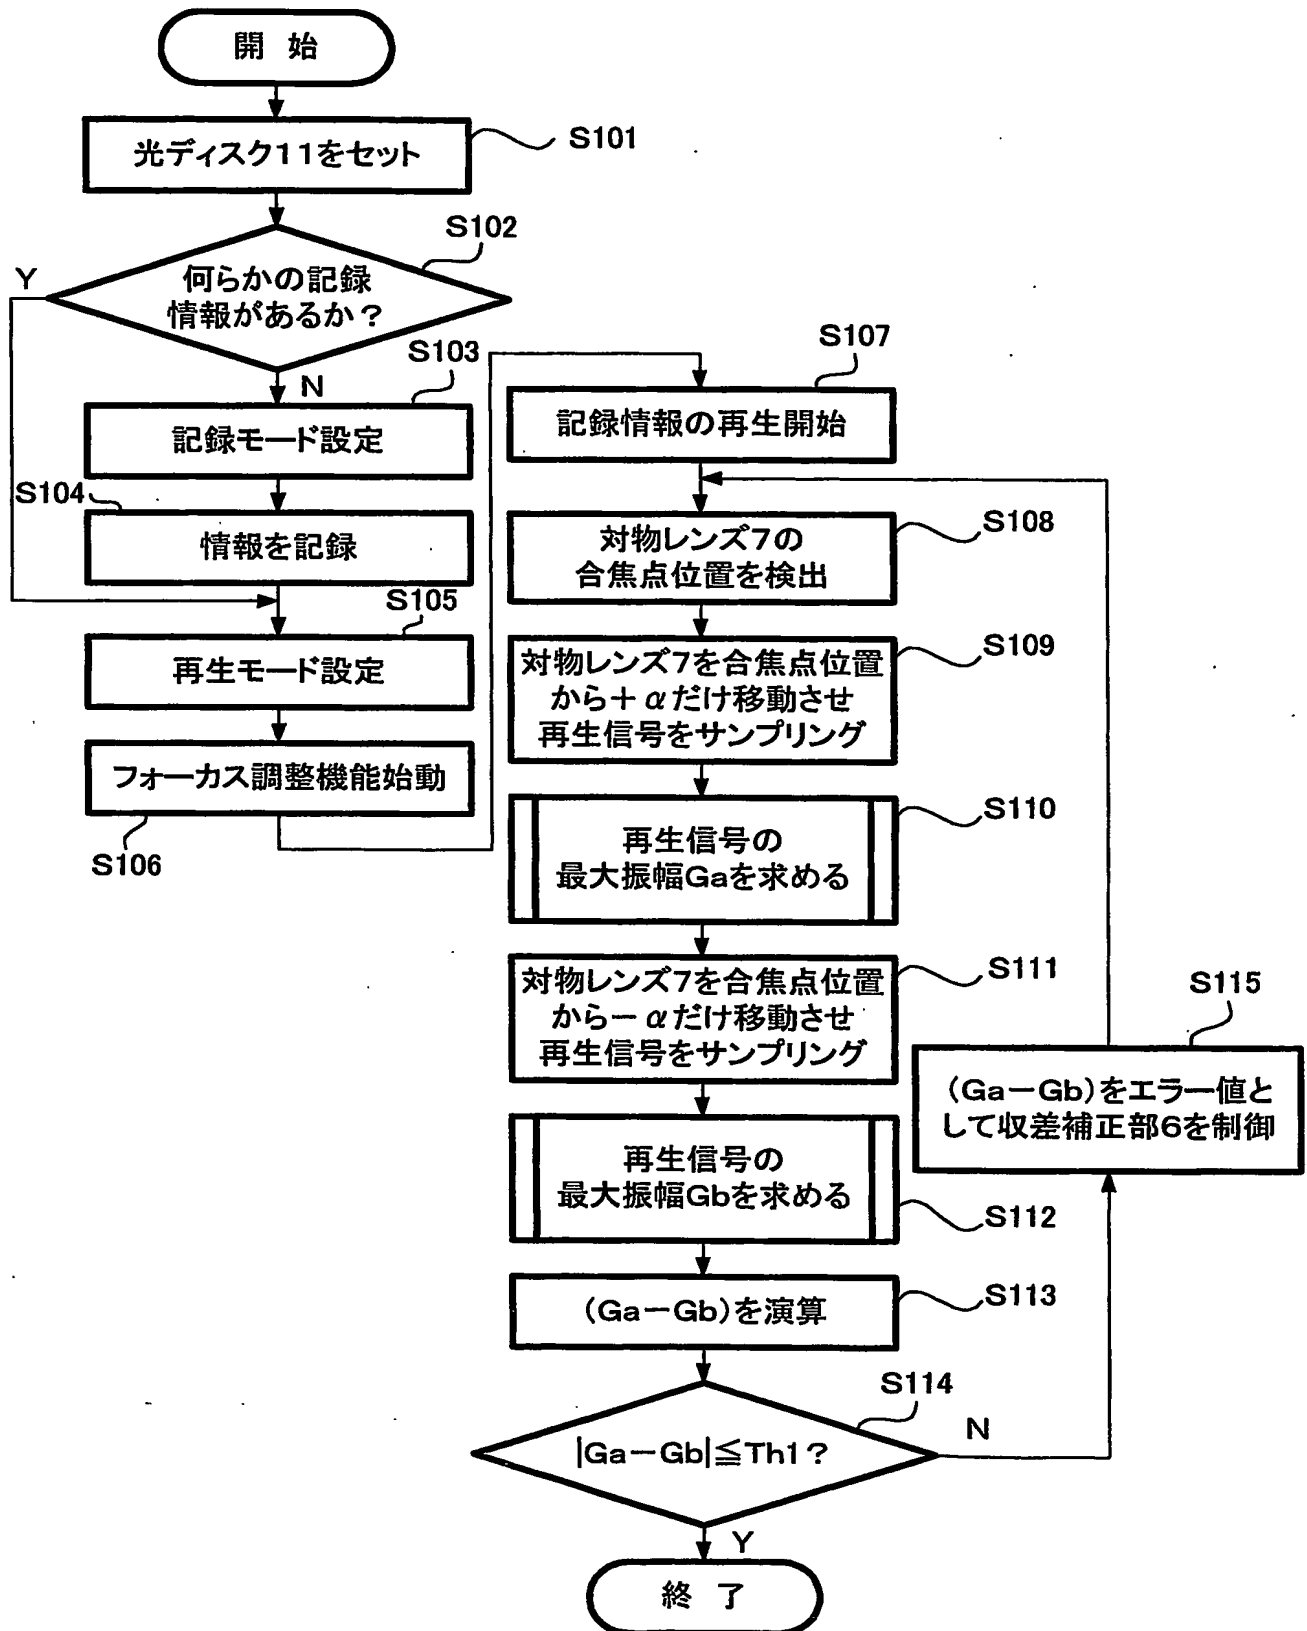 開 始
光ディスク11をセット
S101
S102
何らかの記録
情報があるか？
Y
N
S103
記録モード設定
S104
情報を記録
S105
再生モード設定
フォーカス調整機能始動
S106
S107
記録情報の再生開始
S108
対物レンズ7の
合焦点位置を検出
S109
対物レンズ7を合焦点位置
から＋αだけ移動させ
再生信号をサンプリング
S110
再生信号の
最大振幅Gaを求める
S111
対物レンズ7を合焦点位置
から－αだけ移動させ
再生信号をサンプリング
再生信号の
最大振幅Gbを求める
S112
(Ga－Gb)を演算
S113
S114
|Ga－Gb|≦Th1？
N
Y
S115
(Ga－Gb)をエラー値と
して収差補正部6を制御
終 了